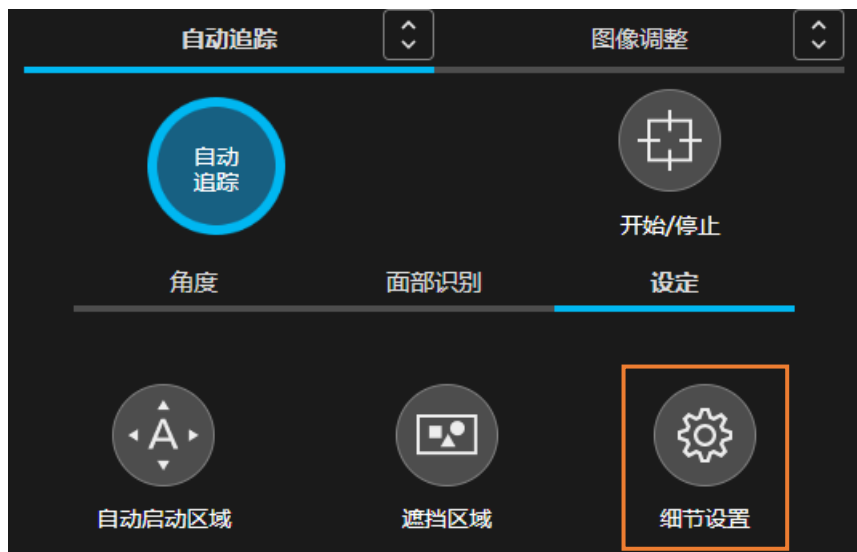 自动追踪
图像调整
自动
追踪
开始/停止
角度
面部识别
设定
A
自动启动区域
遮挡区域
细节设置